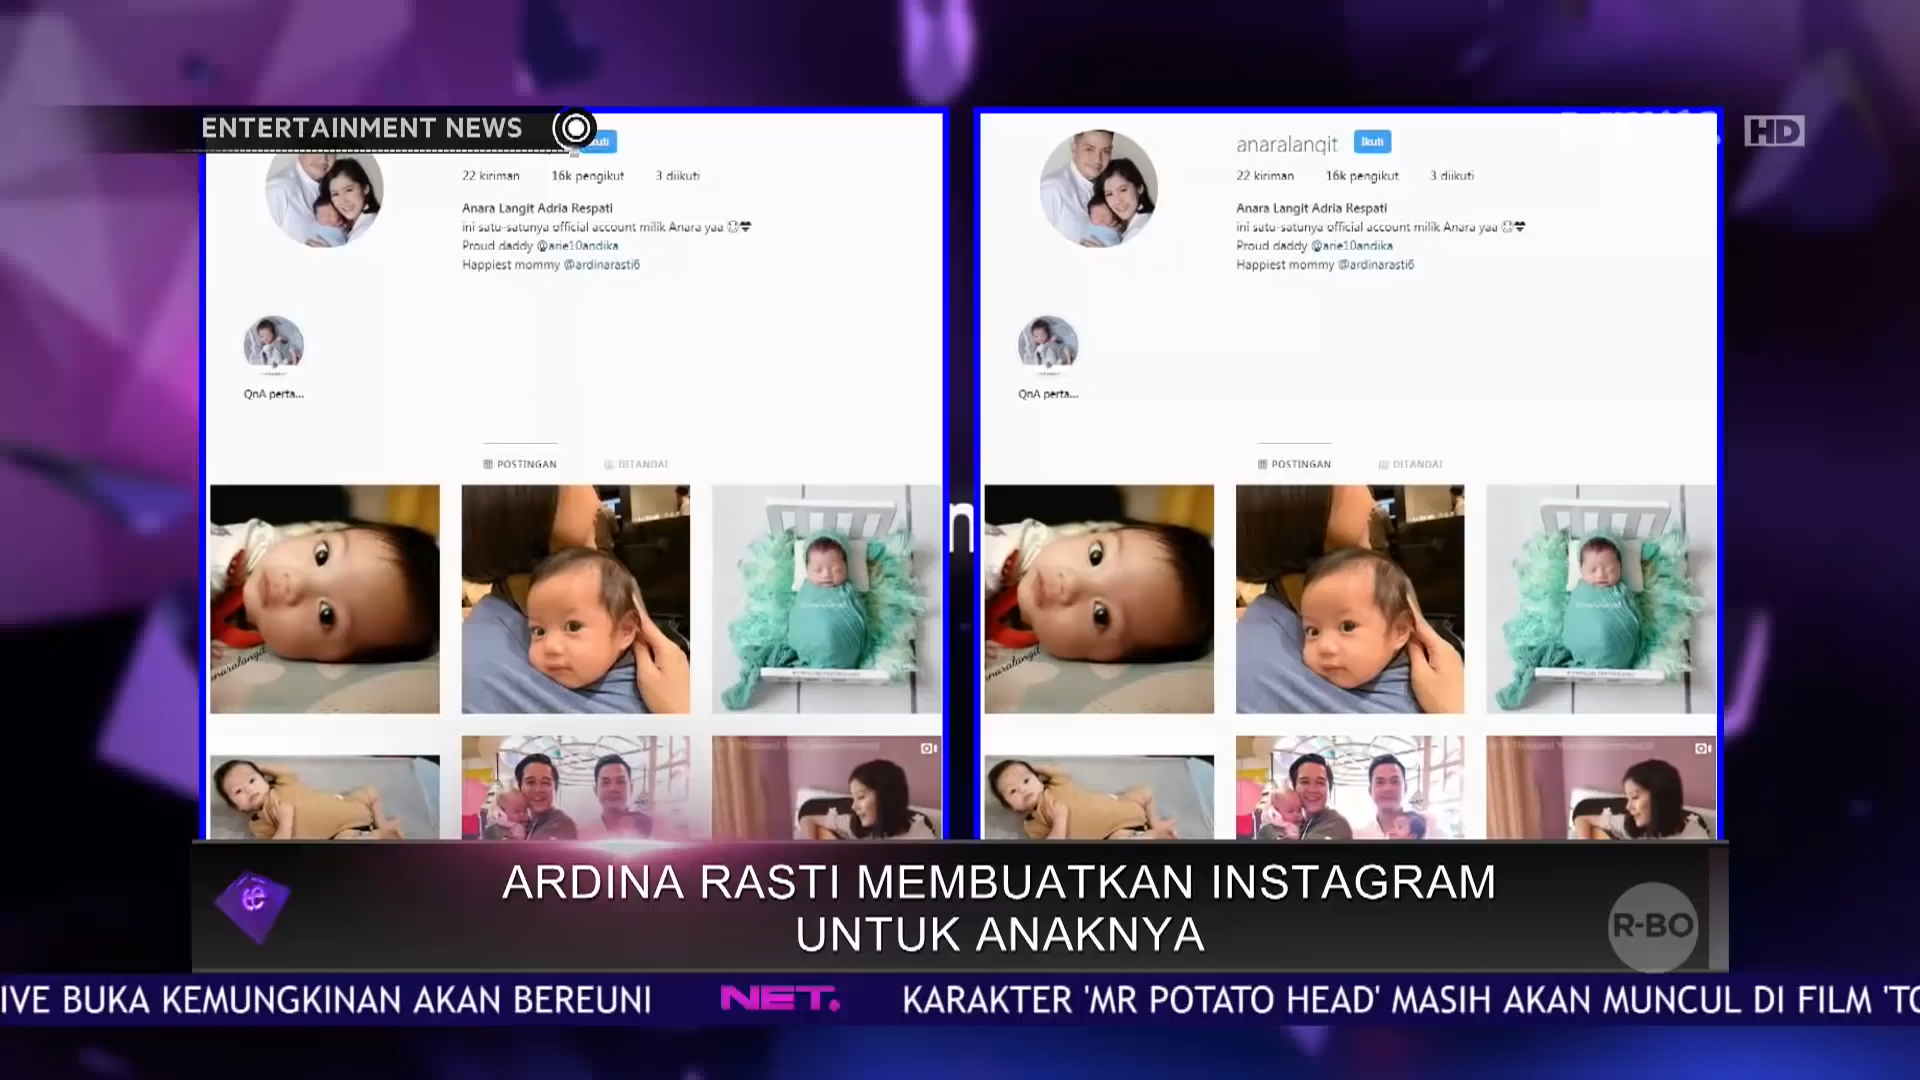 ENTERTAINMENT NEWS
HD
22 kiriman 16k pengikut 3 diikuti
Anara Langit Adria Respati
ini satu-satunya official account milik Anara yaa
Proud daddy @arie10andika
Happiest mommy @ardinarasti6
QnA perta...
POSTINGAN DITANDAI
anaralangit
anaralangit Ikuti
22 kiriman 16k pengikut 3 diikuti
Anara Langit Adria Respati
ini satu-satunya official account milik Anara yaa
Proud daddy @arie10andika
Happiest mommy @ardinarasti6
QnA perta...
POSTINGAN DITANDAI
ARDINA RASTI MEMBUATKAN INSTAGRAM
UNTUK ANAKNYA
R-BO
IVE BUKA KEMUNGKINAN AKAN BEREUNI NET. KARAKTER 'MR POTATO HEAD' MASIH AKAN MUNCUL DI FILM 'TO